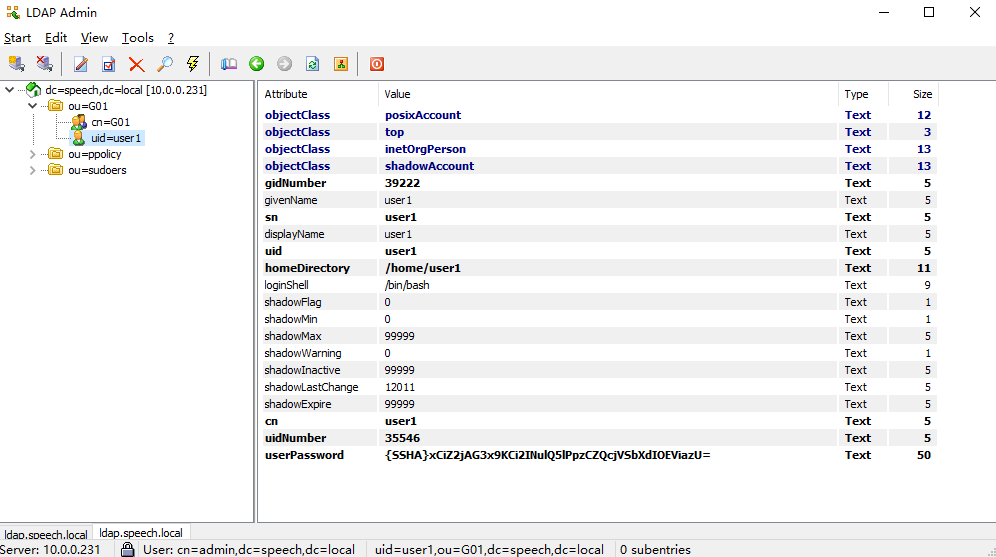 LDAP Admin
Start Edit View Tools ?
dc=speech,dc=local [10.0.0.231]
ou=G01
cn=G01
uid=user1
ou=ppolicy
ou=sudoers
Attribute Value Type Size
objectClass posixAccount Text 12
objectClass top Text 3
objectClass inetOrgPerson Text 13
objectClass shadowAccount Text 13
gidNumber 39222 Text 5
givenName user1 Text 5
sn user1 Text 5
displayName user1 Text 5
uid user1 Text 5
homeDirectory /home/user1 Text 11
loginShell /bin/bash Text 9
shadowFlag 0 Text 1
shadowMin 0 Text 1
shadowMax 99999 Text 5
shadowWarning 0 Text 1
shadowInactive 99999 Text 5
shadowLastChange 12011 Text 5
shadowExpire 99999 Text 5
cn user1 Text 5
uidNumber 35546 Text 5
userPassword {SSHA}xCiZ2jAG3x9KCi2INulQ5lPpzCZQcjVSbXdIOEViazU= Text 50
ldap.speech.local ldap.speech.local
Server: 10.0.0.231 User: cn=admin,dc=speech,dc=local uid=user1,ou=G01,dc=speech,dc=local 0 subentries